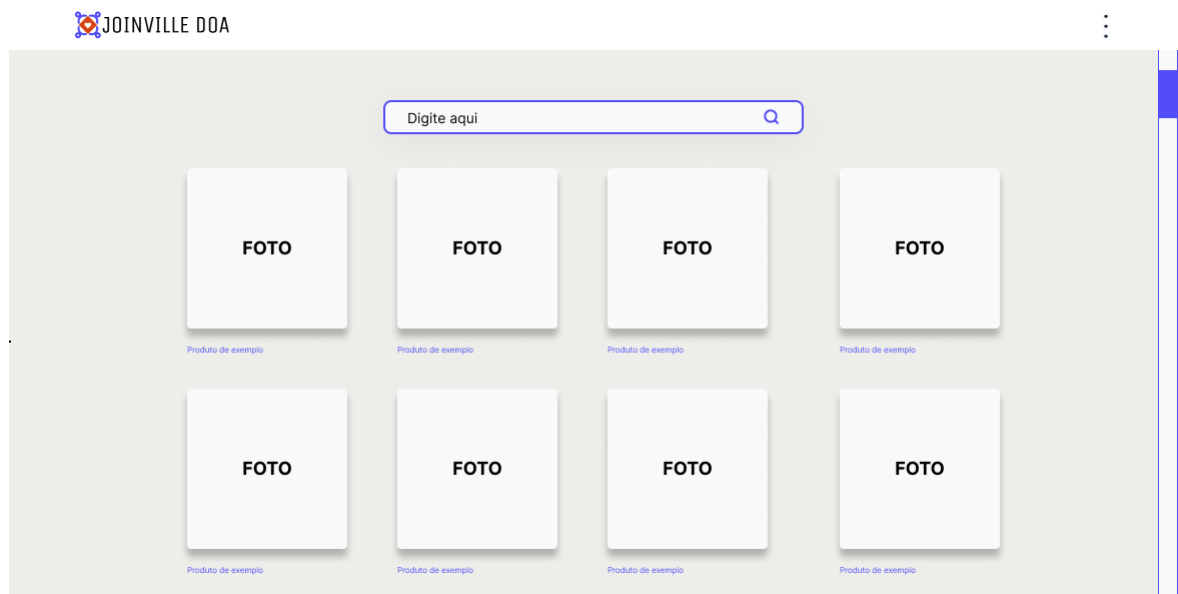 JOINVILLE DOA
Digite aqui
FOTO FOTO FOTO FOTO
Produto de exemplo Produto de exemplo Produto de exemplo Produto de exemplo
FOTO FOTO FOTO FOTO
Produto de exemplo Produto de exemplo Produto de exemplo Produto de exemplo